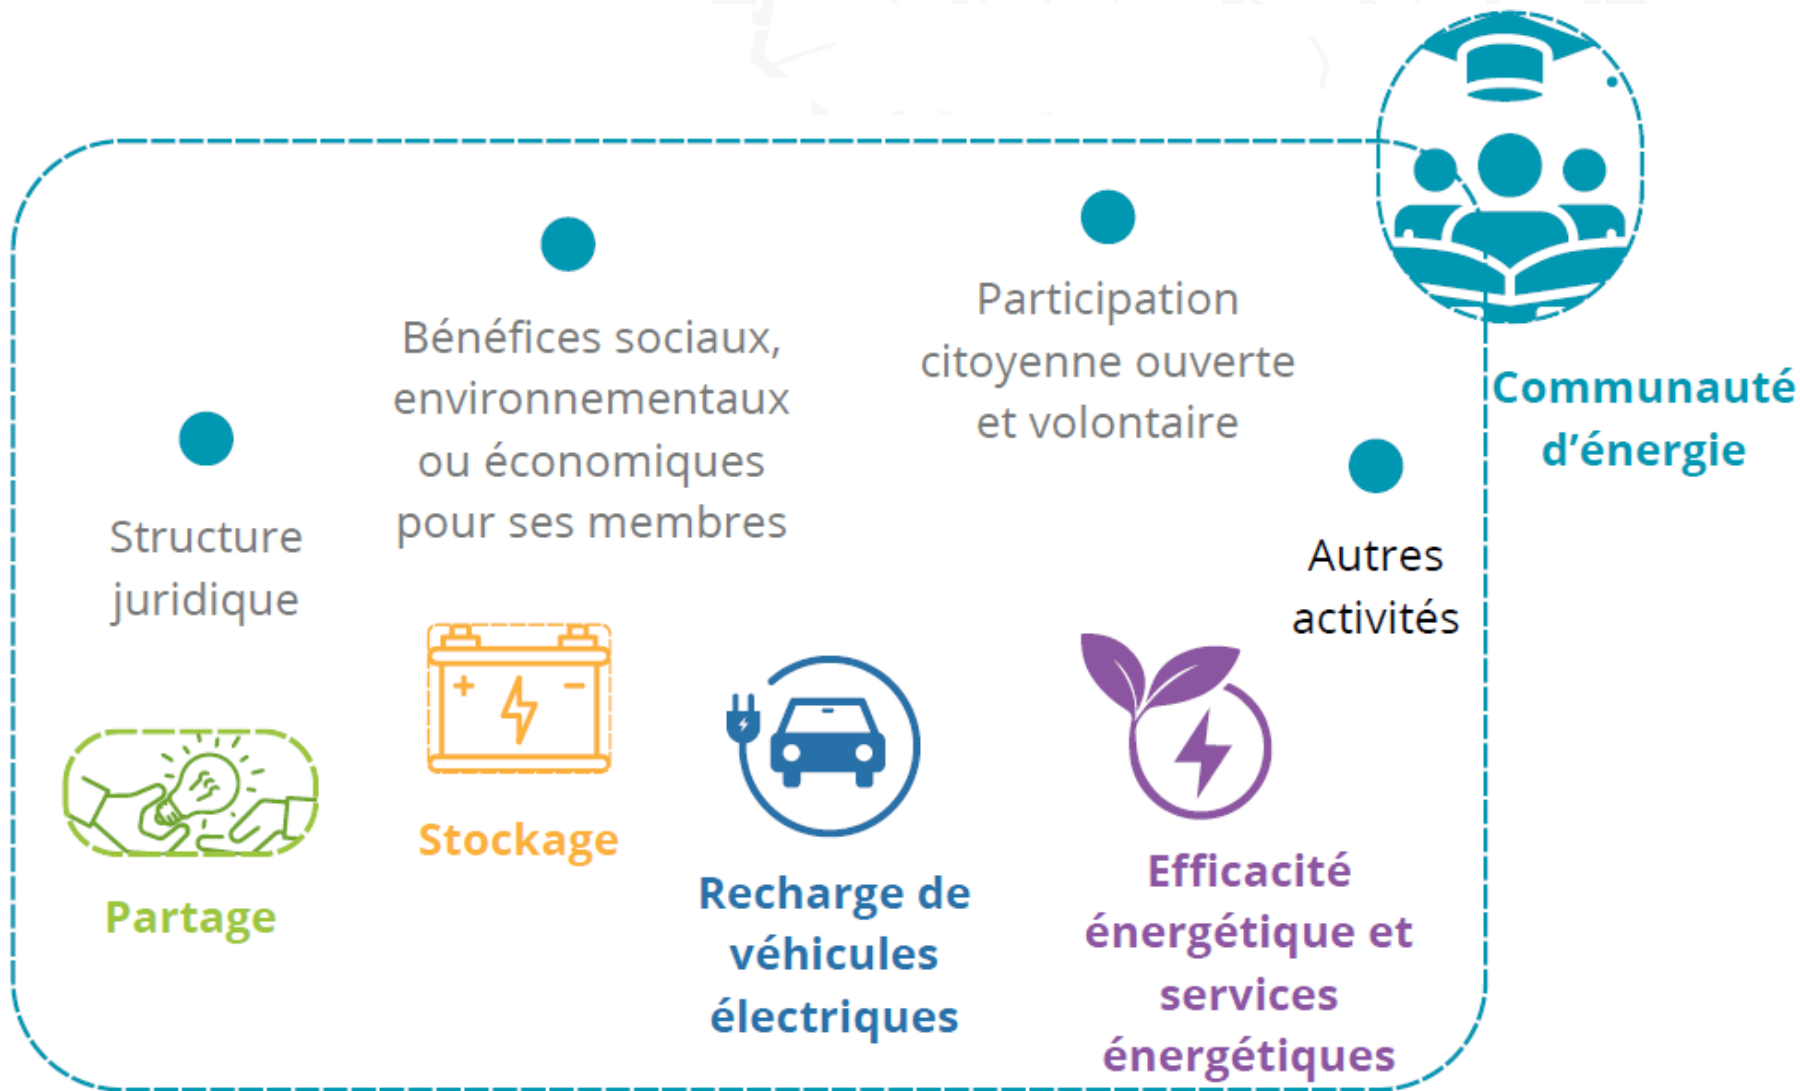 Participation
citoyenne ouverte
et volontaire
Bénéfices sociaux,
environnementaux
ou économiques
pour ses membres
Communauté
d’énergie
Structure
juridique
Autres
activités
+ −
Partage
Stockage
Recharge de
véhicules
électriques
Efficacité
énergétique et
services
énergétiques